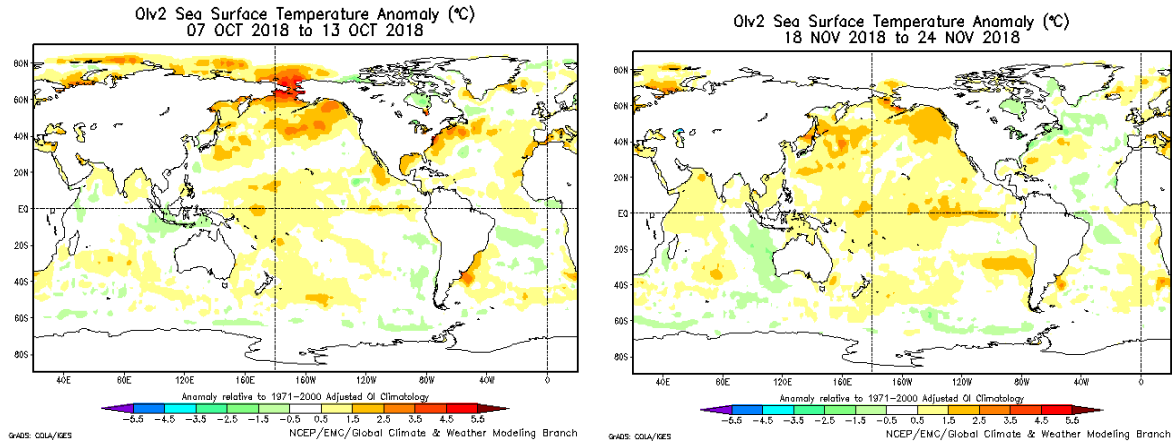 OIv2 Sea Surface Temperature Anomaly (°C)
07 OCT 2018 to 13 OCT 2018
80N
60N
40N
20N
EQ
20S
40S
60S
80S
40E
80E
120E
160E
160W
120W
80W
40W
0
Anomaly relative to 1971-2000 Adjusted OI Climatology
-5.5 -4.5 -3.5 -2.5 -1.5 -0.5 0.5 1.5 2.5 3.5 4.5 5.5
NCEP/EMC/Global Climate & Weather Modeling Branch
GrADS: COLA/IGES
OIv2 Sea Surface Temperature Anomaly (°C)
18 NOV 2018 to 24 NOV 2018
80N
60N
40N
20N
EQ
20S
40S
60S
80S
40E
80E
120E
160E
160W
120W
80W
40W
0
Anomaly relative to 1971-2000 Adjusted OI Climatology
-5.5 -4.5 -3.5 -2.5 -1.5 -0.5 0.5 1.5 2.5 3.5 4.5 5.5
NCEP/EMC/Global Climate & Weather Modeling Branch
GrADS: COLA/IGES